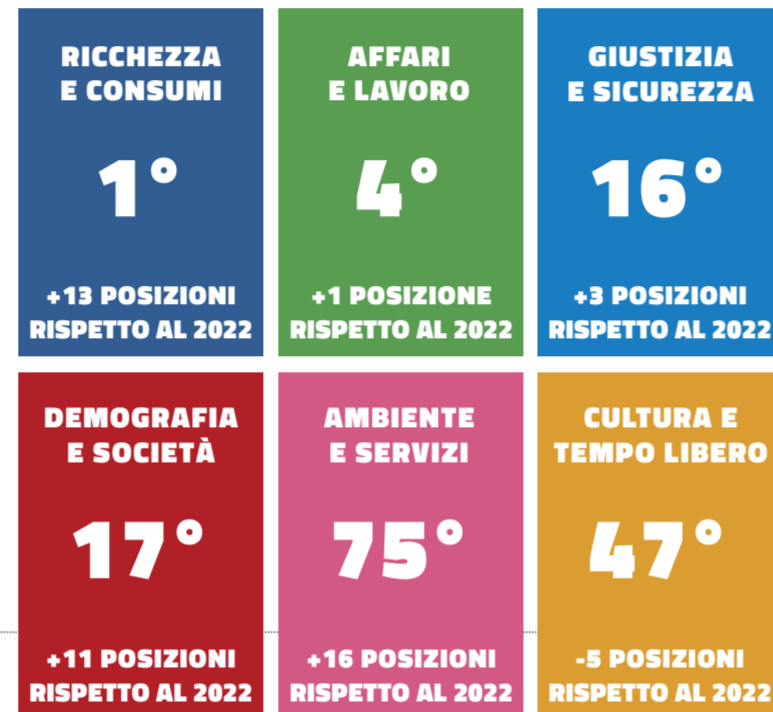 RICCHEZZA
E CONSUMI
1°
+13 POSIZIONI
RISPETTO AL 2022
AFFARI
E LAVORO
4°
+1 POSIZIONE
RISPETTO AL 2022
GIUSTIZIA
E SICUREZZA
16°
+3 POSIZIONI
RISPETTO AL 2022
DEMOGRAFIA
E SOCIETÀ
17°
+11 POSIZIONI
RISPETTO AL 2022
AMBIENTE
E SERVIZI
75°
+16 POSIZIONI
RISPETTO AL 2022
CULTURA E
TEMPO LIBERO
47°
-5 POSIZIONI
RISPETTO AL 2022